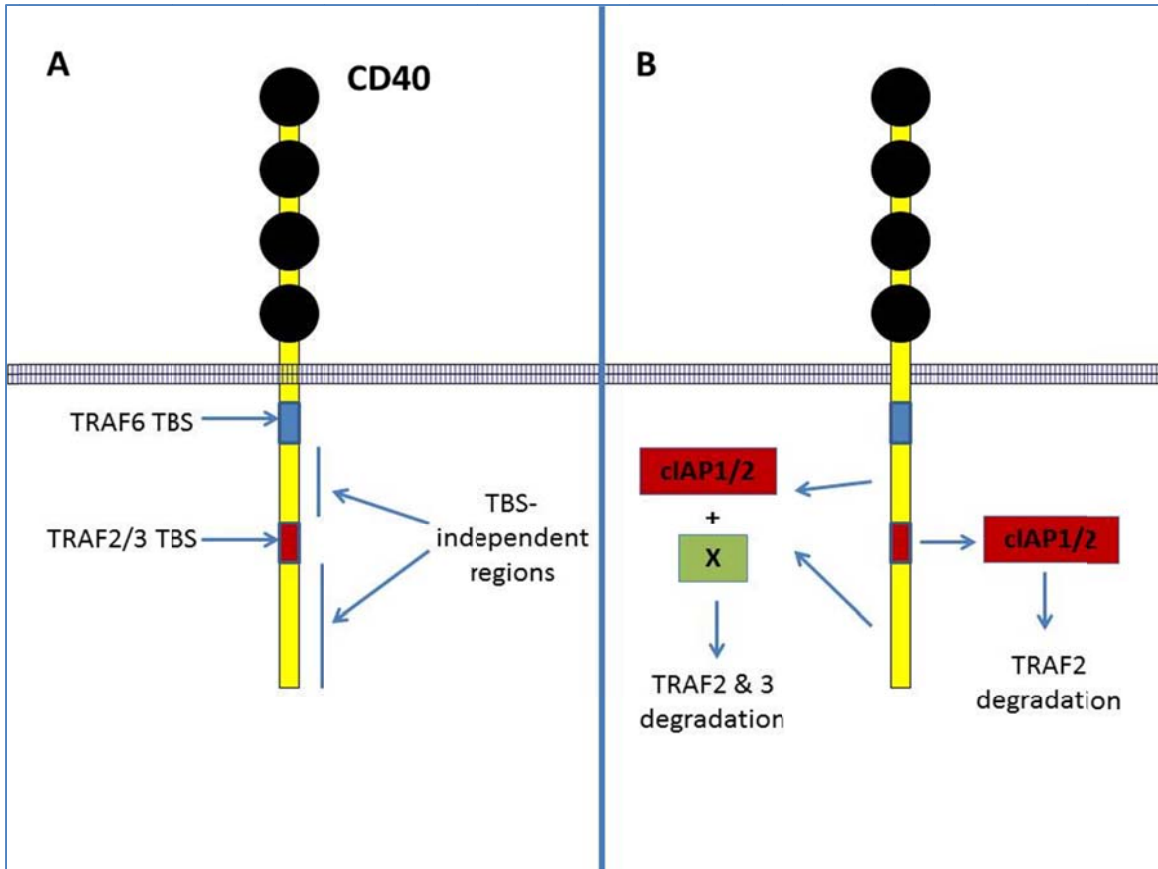 A
CD40
TRAF6 TBS
TRAF2/3 TBS
TBS-
independent
regions
B
cIAP1/2
+
X
TRAF2 & 3
degradation
cIAP1/2
TRAF2
degradation